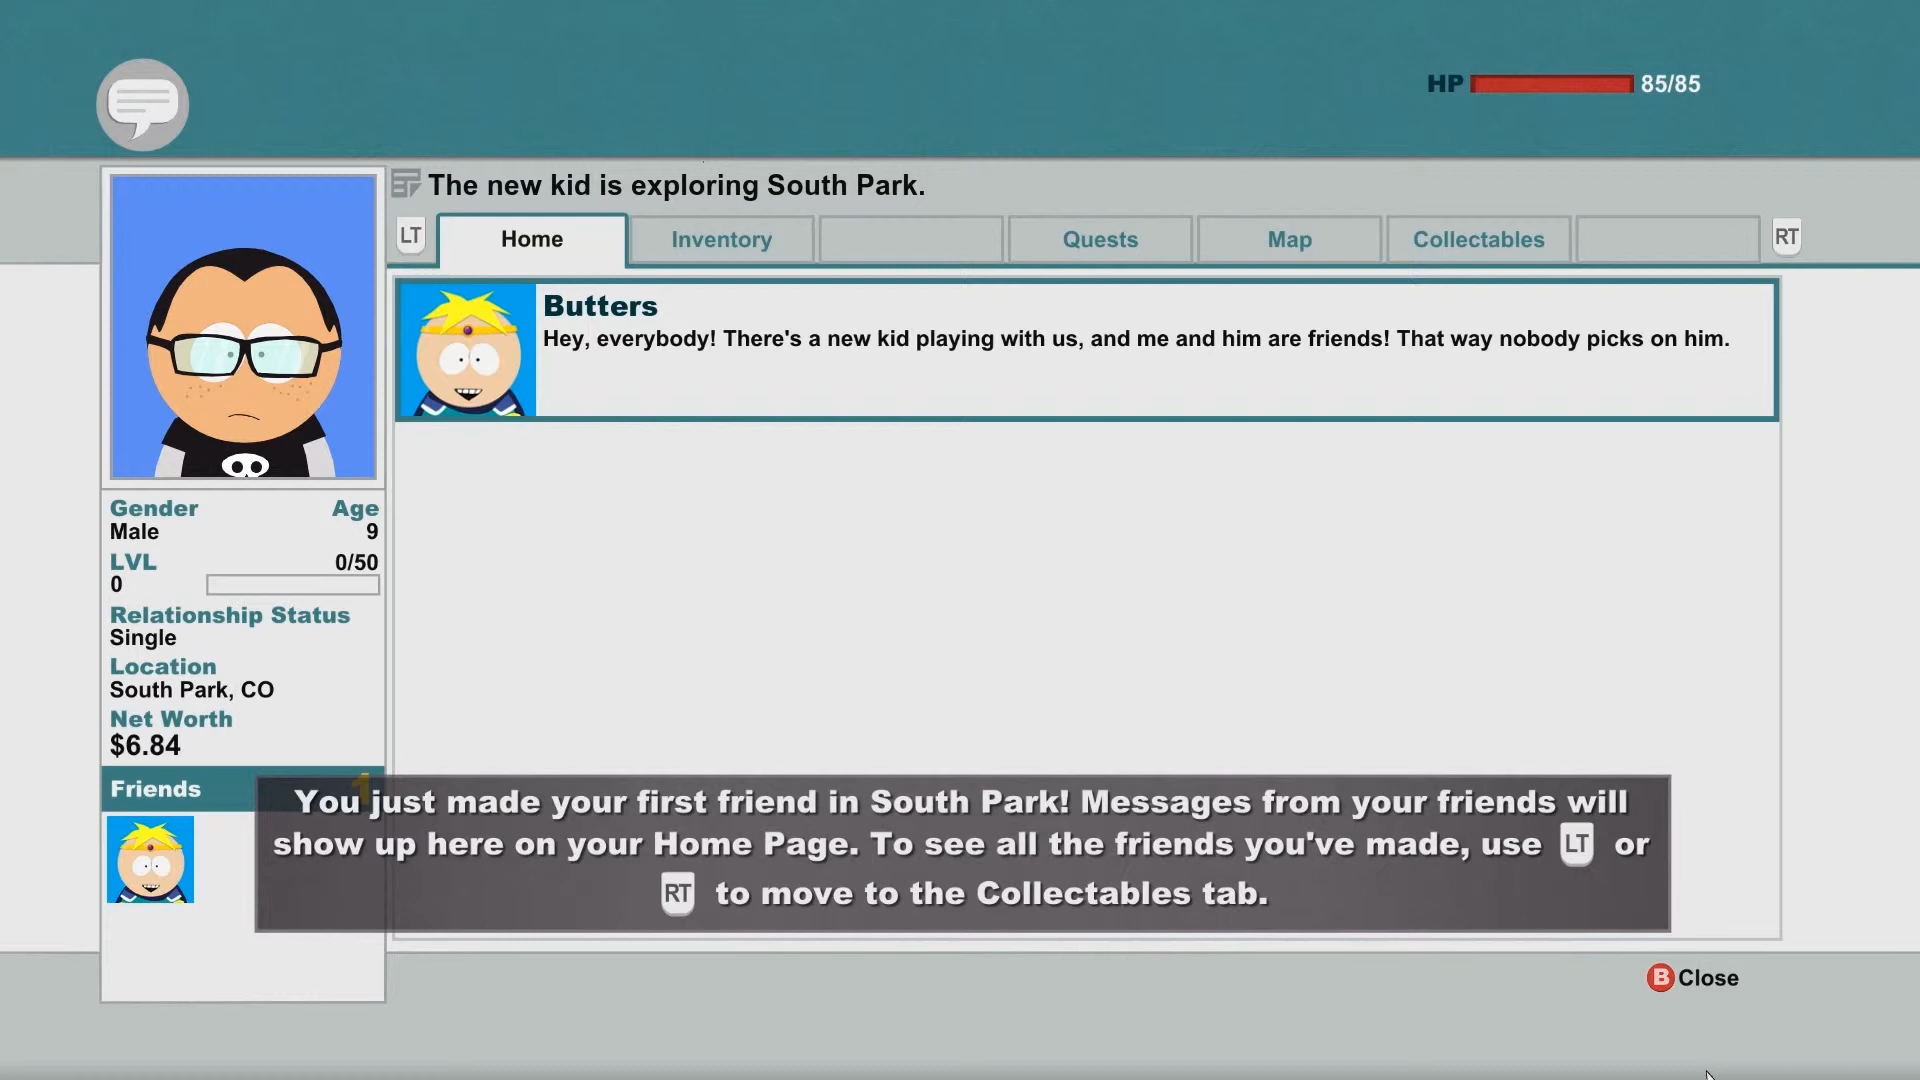 HP 85/85
The new kid is exploring South Park.
LT Home Inventory Quests Map Collectables RT
Butters
Hey, everybody! There's a new kid playing with us, and me and him are friends! That way nobody picks on him.
Gender Age
Male 9
LVL 0/50
0
Relationship Status
Single
Location
South Park, CO
Net Worth
$6.84
Friends 1
You just made your first friend in South Park! Messages from your friends will
show up here on your Home Page. To see all the friends you've made, use LT or
RT to move to the Collectables tab.
B Close